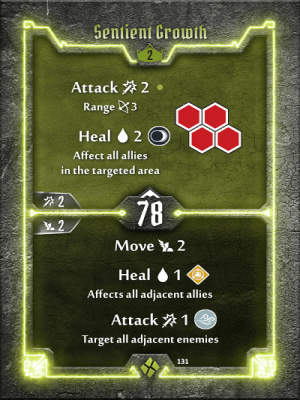 Sentient Growth
2
Attack 2
Range 3
Heal 2
Affect all allies
in the targeted area
2
78
2
Move 2
Heal 1
Affects all adjacent allies
Attack 1
Target all adjacent enemies
131